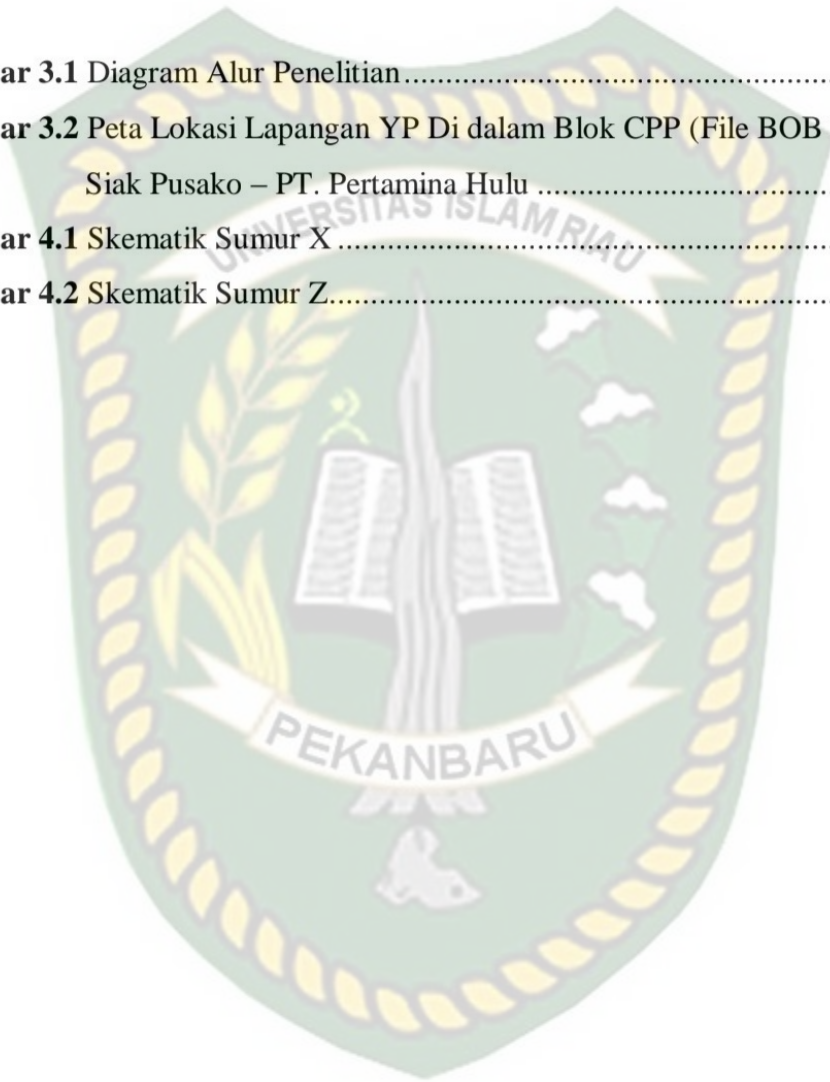 ar 3.1 Diagram Alur Penelitian..................................................
ar 3.2 Peta Lokasi Lapangan YP Di dalam Blok CPP (File BOB
Siak Pusako – PT. Pertamina Hulu ..................................
ar 4.1 Skematik Sumur X ..........................................................
ar 4.2 Skematik Sumur Z...........................................................
UNIVERSITAS ISLAM RIAU
PEKANBARU